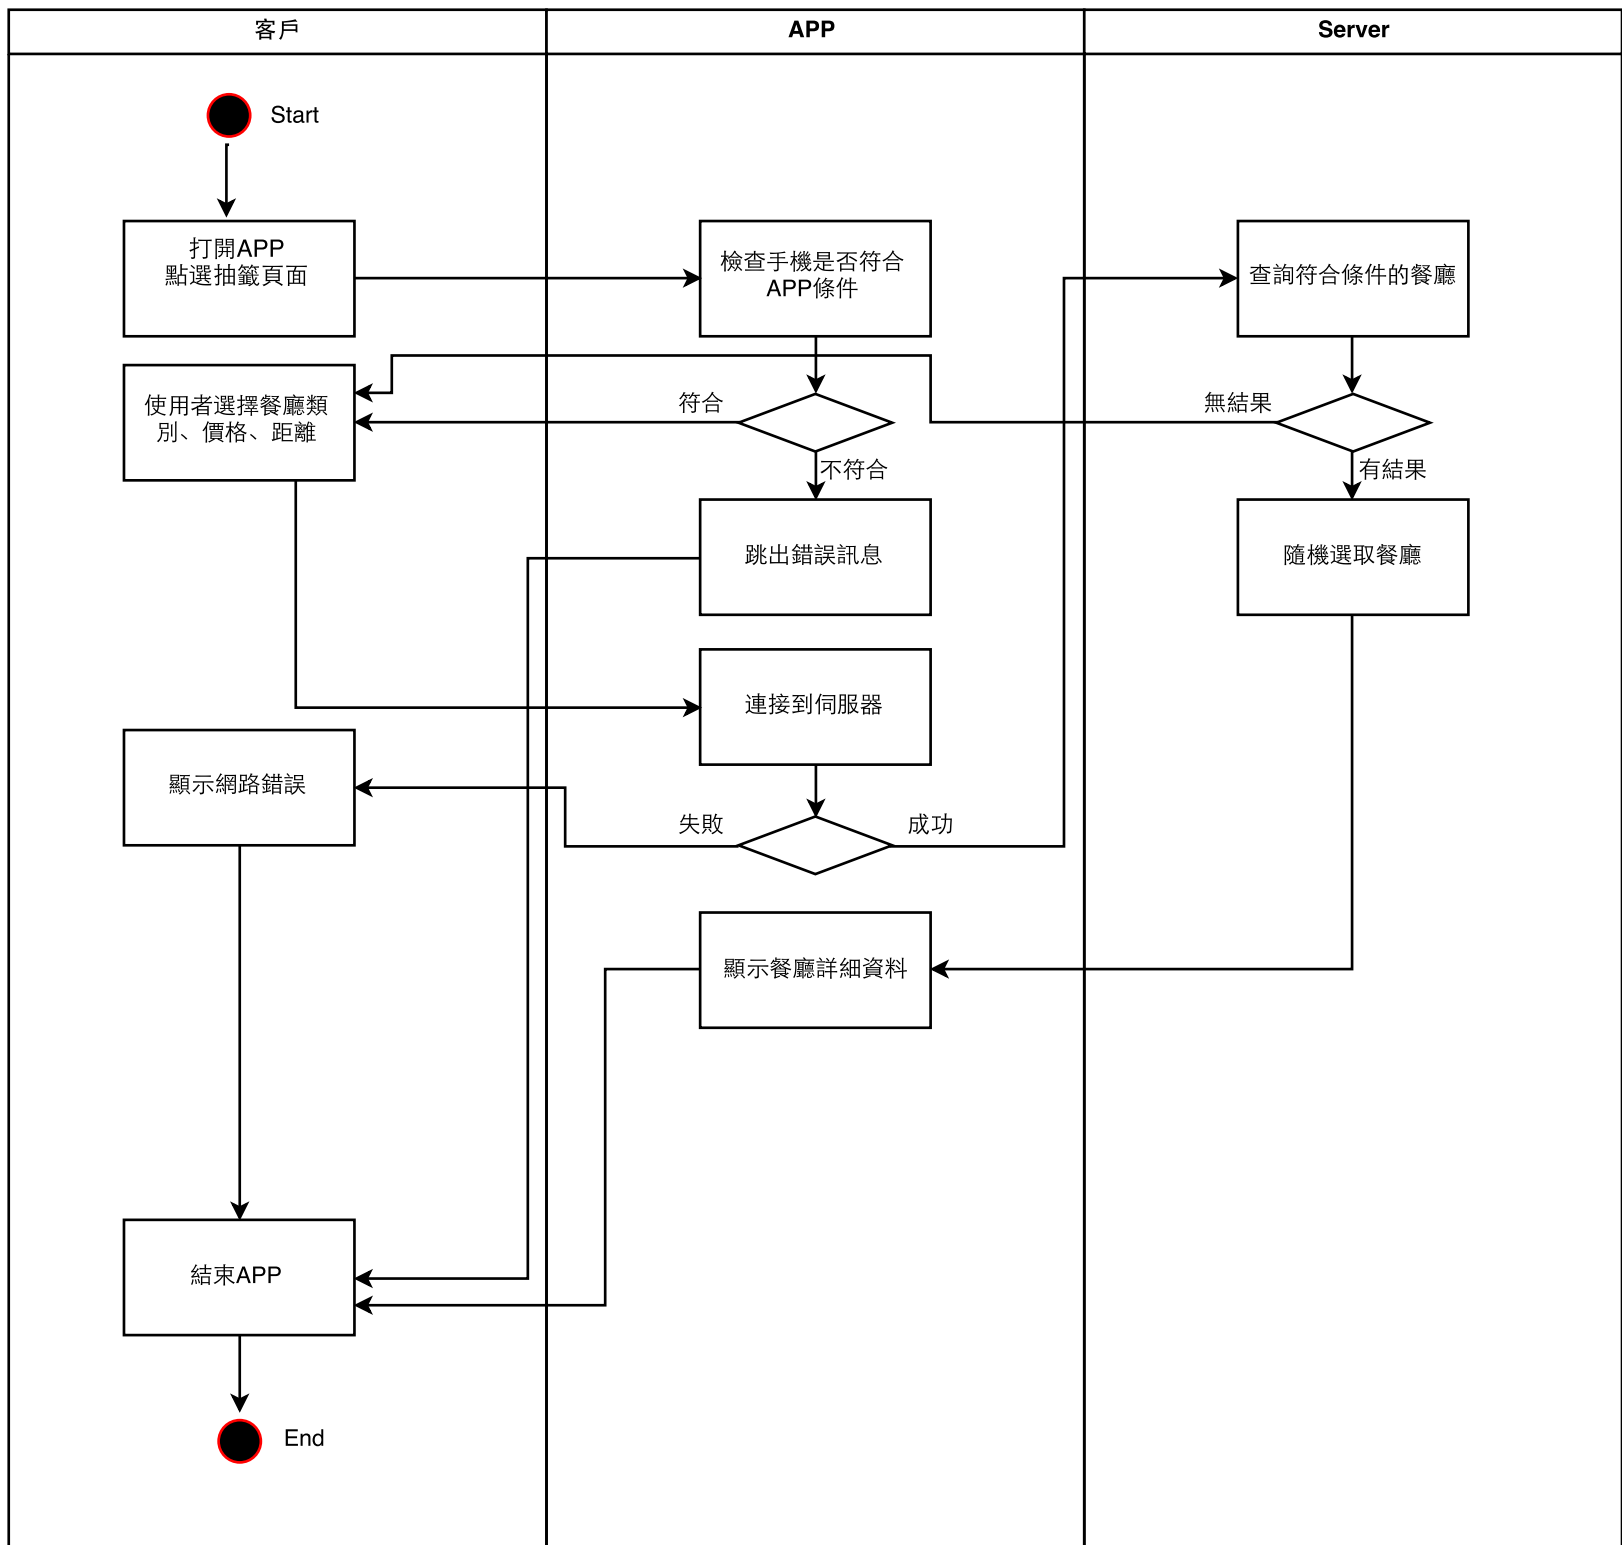 客戶
APP
Server
Start
打開APP
點選抽籤頁面
檢查手機是否符合
APP條件
查詢符合條件的餐廳
使用者選擇餐廳類
別、價格、距離
符合
無結果
不符合
有結果
跳出錯誤訊息
隨機選取餐廳
連接到伺服器
顯示網路錯誤
失敗
成功
顯示餐廳詳細資料
結束APP
End